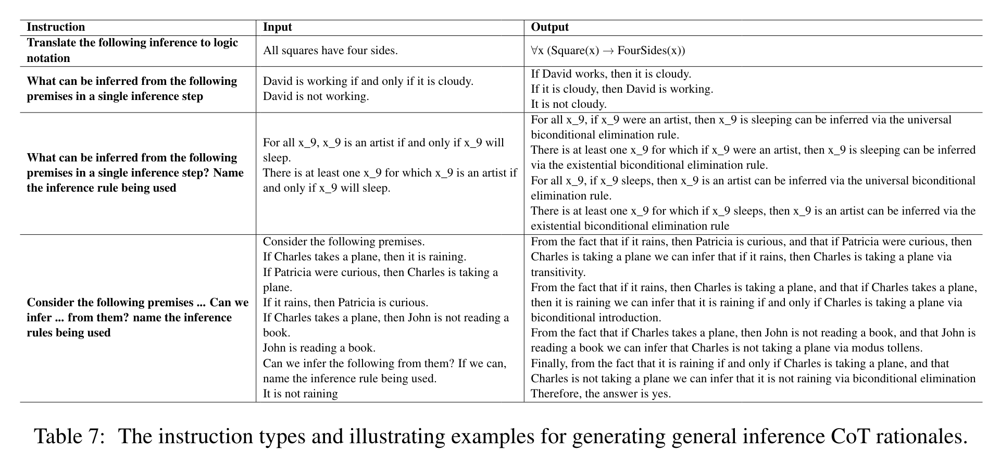 Instruction
Input
Output
Translate the following inference to logic
notation
All squares have four sides.
∀x (Square(x) → FourSides(x))
What can be inferred from the following
premises in a single inference step
David is working if and only if it is cloudy.
David is not working.
If David works, then it is cloudy.
If it is cloudy, then David is working.
It is not cloudy.
What can be inferred from the following
premises in a single inference step? Name
the inference rule being used
For all x_9, x_9 is an artist if and only if x_9 will
sleep.
There is at least one x_9 for which x_9 is an artist if
and only if x_9 will sleep.
For all x_9, if x_9 were an artist, then x_9 is sleeping can be inferred via the universal
biconditional elimination rule.
There is at least one x_9 for which if x_9 were an artist, then x_9 is sleeping can be inferred
via the existential biconditional elimination rule.
For all x_9, if x_9 sleeps, then x_9 is an artist can be inferred via the universal biconditional
elimination rule.
There is at least one x_9 for which if x_9 sleeps, then x_9 is an artist can be inferred via the
existential biconditional elimination rule
Consider the following premises ... Can we
infer ... from them? name the inference
rules being used
Consider the following premises.
If Charles takes a plane, then it is raining.
If Patricia were curious, then Charles is taking a
plane.
If it rains, then Patricia is curious.
If Charles takes a plane, then John is not reading a
book.
John is reading a book.
Can we infer the following from them? If we can,
name the inference rule being used.
It is not raining
From the fact that if it rains, then Patricia is curious, and that if Patricia were curious, then
Charles is taking a plane we can infer that if it rains, then Charles is taking a plane via
transitivity.
From the fact that if it rains, then Charles is taking a plane, and that if Charles takes a plane,
then it is raining we can infer that it is raining if and only if Charles is taking a plane via
biconditional introduction.
From the fact that if Charles takes a plane, then John is not reading a book, and that John is
reading a book we can infer that Charles is not taking a plane via modus tollens.
Finally, from the fact that it is raining if and only if Charles is taking a plane, and that
Charles is not taking a plane we can infer that it is not raining via biconditional elimination
Therefore, the answer is yes.
Table 7: The instruction types and illustrating examples for generating general inference CoT rationales.